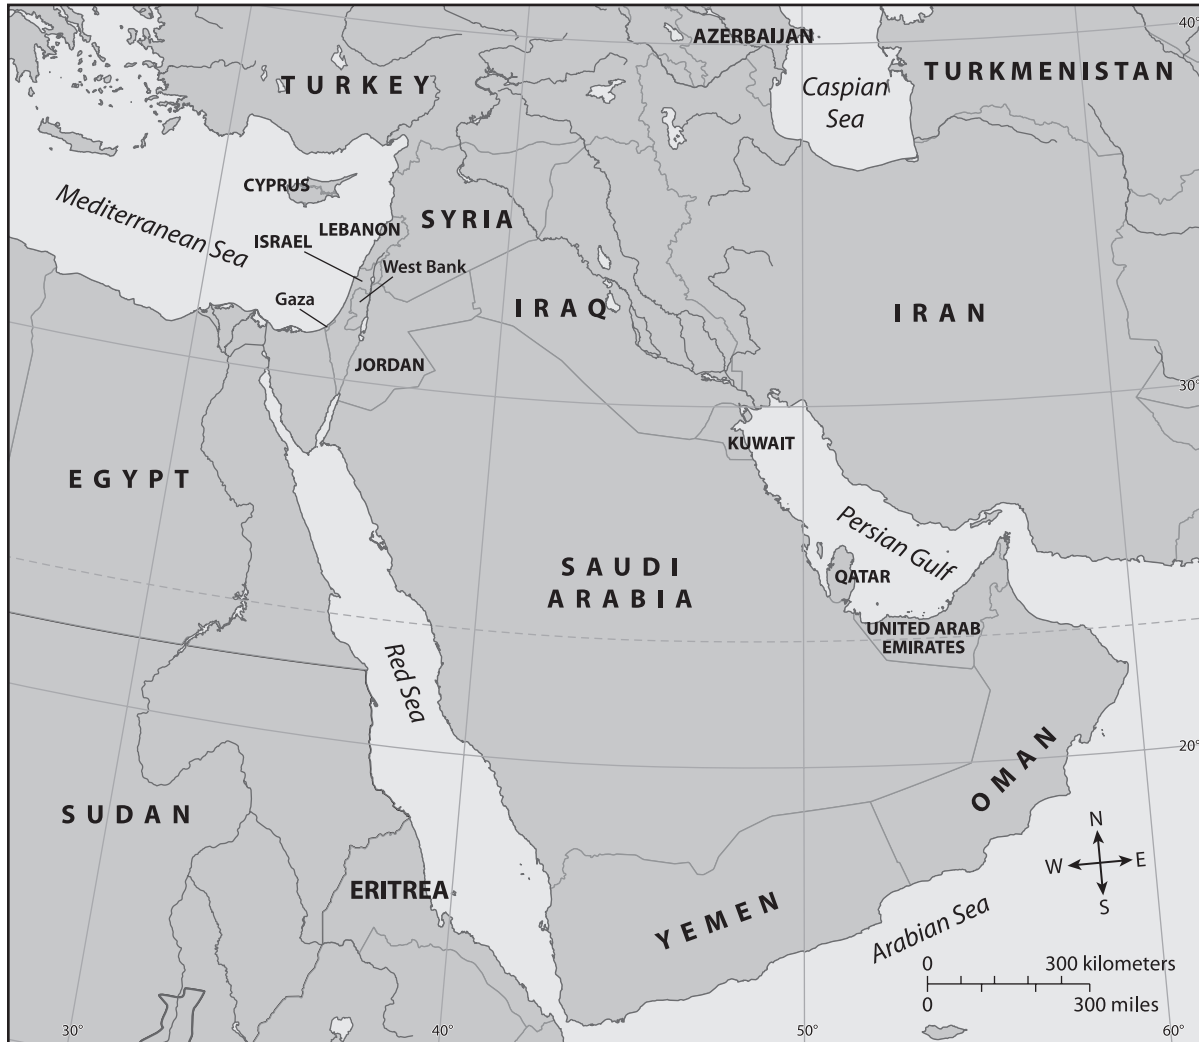 AZERBAIJAN
40°
TURKEY
TURKMENISTAN
Caspian
Sea
CYPRUS
Mediterranean Sea
SYRIA
LEBANON
ISRAEL
West Bank
Gaza
IRAQ
IRAN
JORDAN
30°
KUWAIT
EGYPT
Persian Gulf
SAUDI
ARABIA
QATAR
UNITED ARAB
EMIRATES
Red Sea
20°
OMAN
SUDAN
N
W
E
S
ERITREA
YEMEN
Arabian Sea
0 300 kilometers
0 300 miles
30°
40°
50°
60°